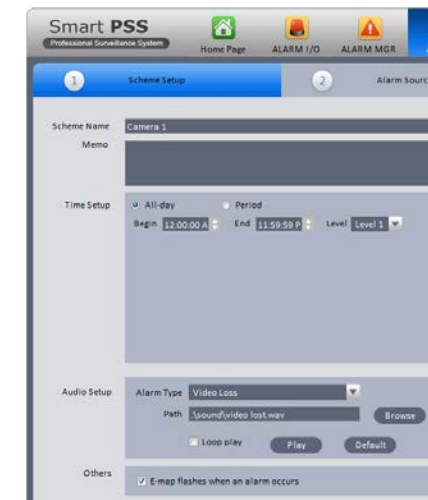 Smart PSS
Professional Surveillance System
Home Page ALARM I/O ALARM MGR
1 Scheme Setup 2 Alarm Sourc
Scheme Name Camera 1
Memo
Time Setup All-day Period
Begin 12:00:00 A End 11:59:59 P Level Level 1
Audio Setup Alarm Type Video Loss
Path .\sound\video lost.wav Browse
Loop play Play Default
Others E-map flashes when an alarm occurs